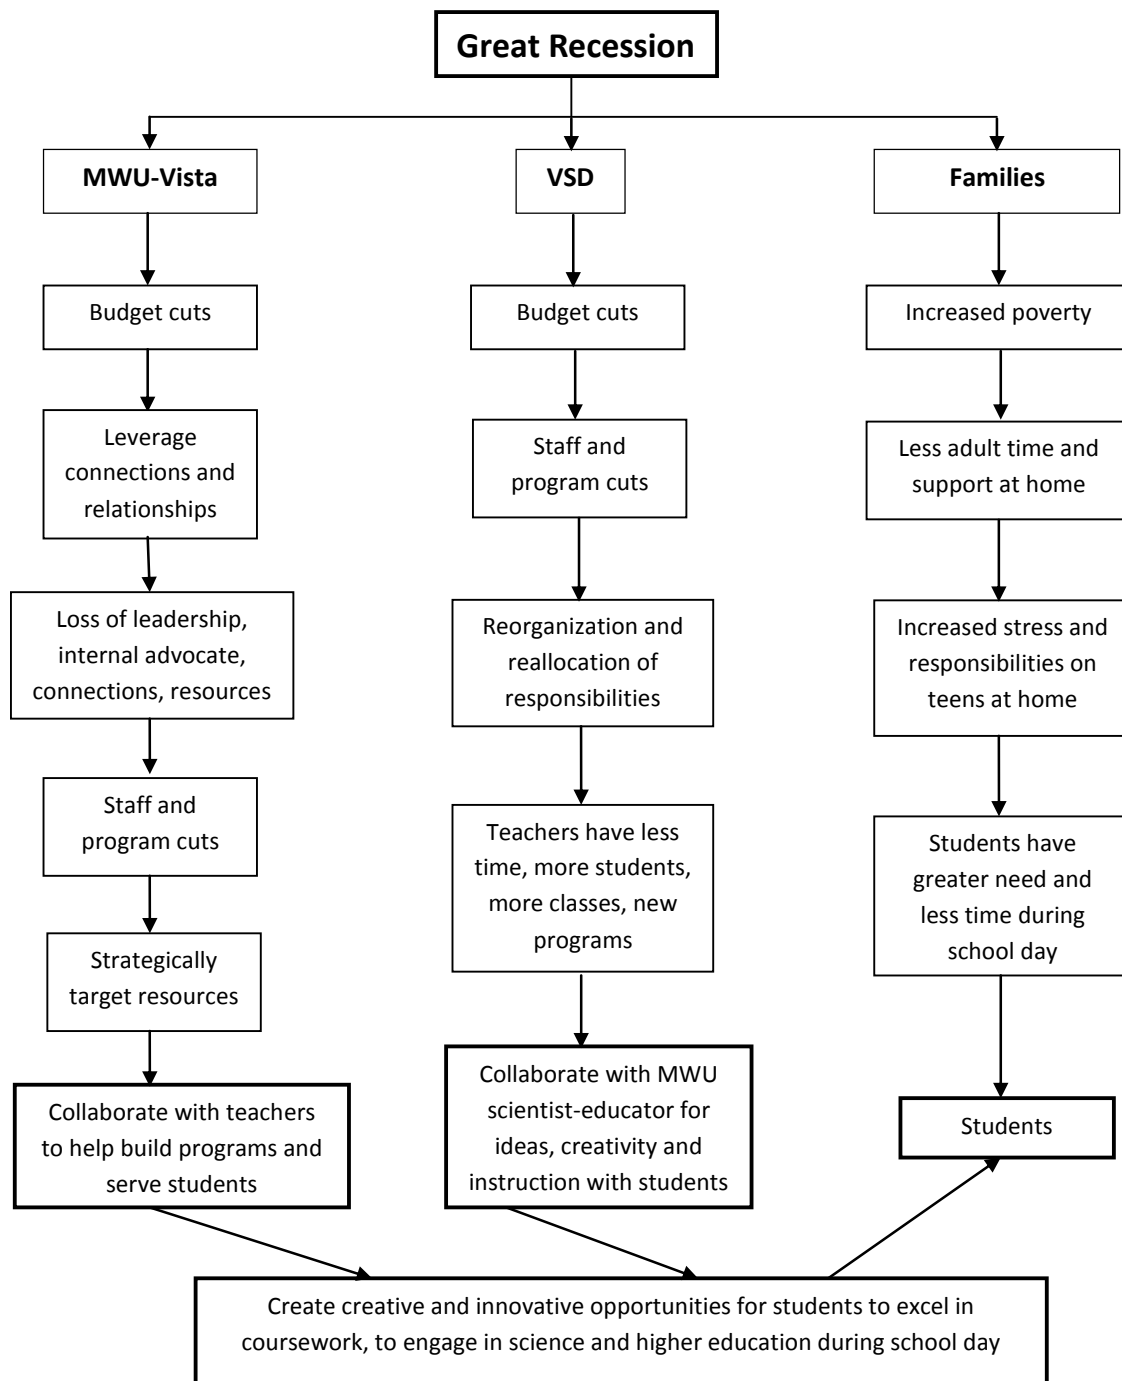 Great Recession
MWU-Vista
VSD
Families
Budget cuts
Budget cuts
Increased poverty
Leverage
connections and
relationships
Staff and
program cuts
Less adult time and
support at home
Loss of leadership,
internal advocate,
connections, resources
Reorganization and
reallocation of
responsibilities
Increased stress and
responsibilities on
teens at home
Staff and
program cuts
Teachers have less
time, more students,
more classes, new
programs
Students have
greater need and
less time during
school day
Strategically
target resources
Collaborate with teachers
to help build programs and
serve students
Collaborate with MWU
scientist-educator for
ideas, creativity and
instruction with students
Students
Create creative and innovative opportunities for students to excel in
coursework, to engage in science and higher education during school day